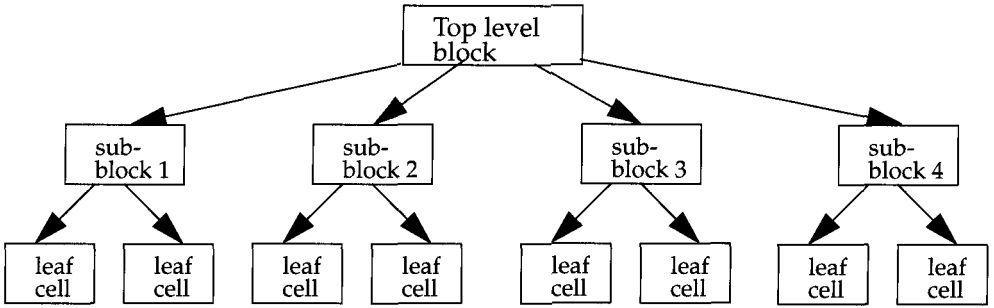 Top level
block
sub-
block 1
sub-
block 2
sub-
block 3
sub-
block 4
leaf
cell
leaf
cell
leaf
cell
leaf
cell
leaf
cell
leaf
cell
leaf
cell
leaf
cell